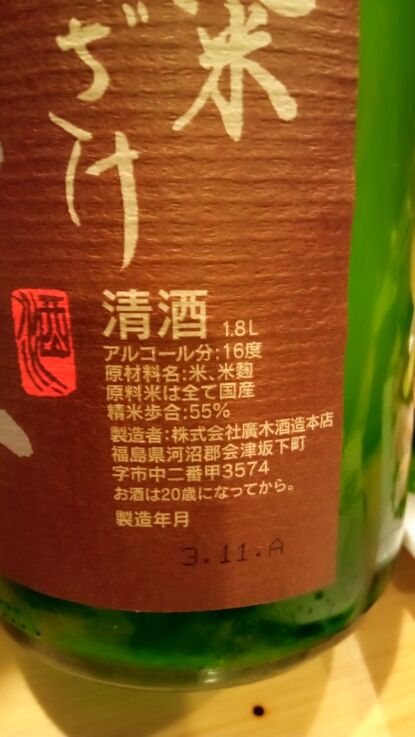 米
ざけ
酒
清酒 1.8L
アルコール分:16度
原材料名:米、米麹
原料米は全て国産
精米歩合:55%
製造者:株式会社廣木酒造本店
福島県河沼郡会津坂下町
字市中二番甲3574
お酒は20歳になってから。
製造年月
3.11.A